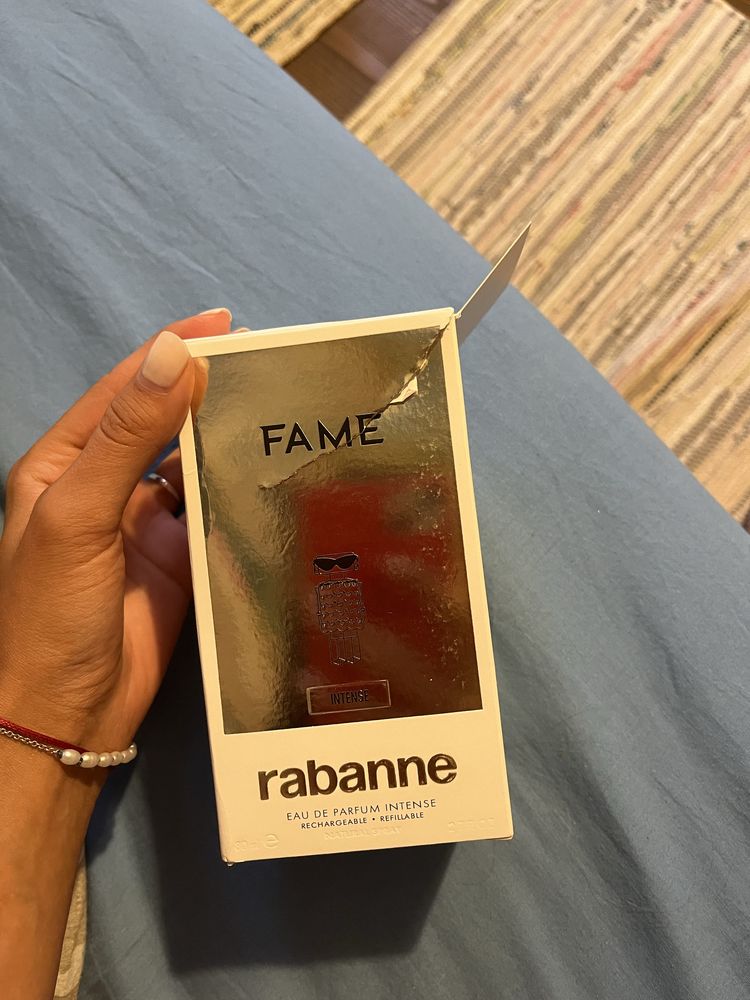 FAME
INTENSE
rabanne
EAU DE PARFUM INTENSE
RECHARGEABLE • REFILLABLE
NATURAL SPRAY